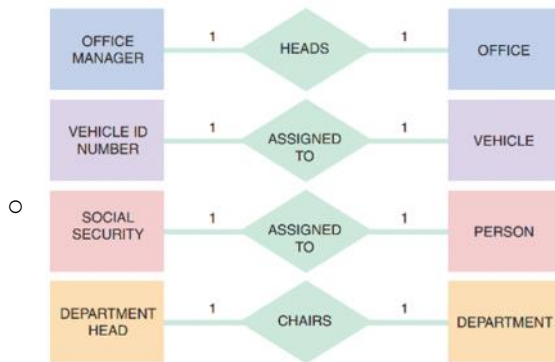 OFFICE
MANAGER
1
HEADS
1
OFFICE
VEHICLE ID
NUMBER
1
ASSIGNED
TO
1
VEHICLE
SOCIAL
SECURITY
1
ASSIGNED
TO
1
PERSON
DEPARTMENT
HEAD
1
CHAIRS
1
DEPARTMENT